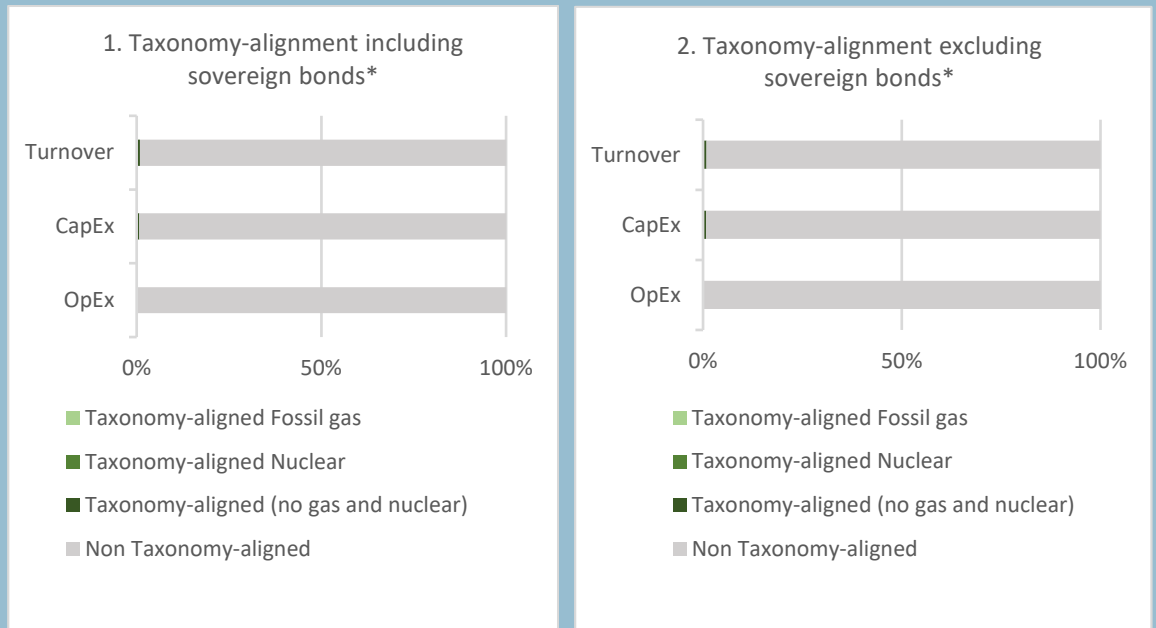 1. Taxonomy-alignment including
sovereign bonds*
Turnover
CapEx
OpEx
0%
50%
100%
Taxonomy-aligned Fossil gas
Taxonomy-aligned Nuclear
Taxonomy-aligned (no gas and nuclear)
Non Taxonomy-aligned
2. Taxonomy-alignment excluding
sovereign bonds*
Turnover
CapEx
OpEx
0%
50%
100%
Taxonomy-aligned Fossil gas
Taxonomy-aligned Nuclear
Taxonomy-aligned (no gas and nuclear)
Non Taxonomy-aligned